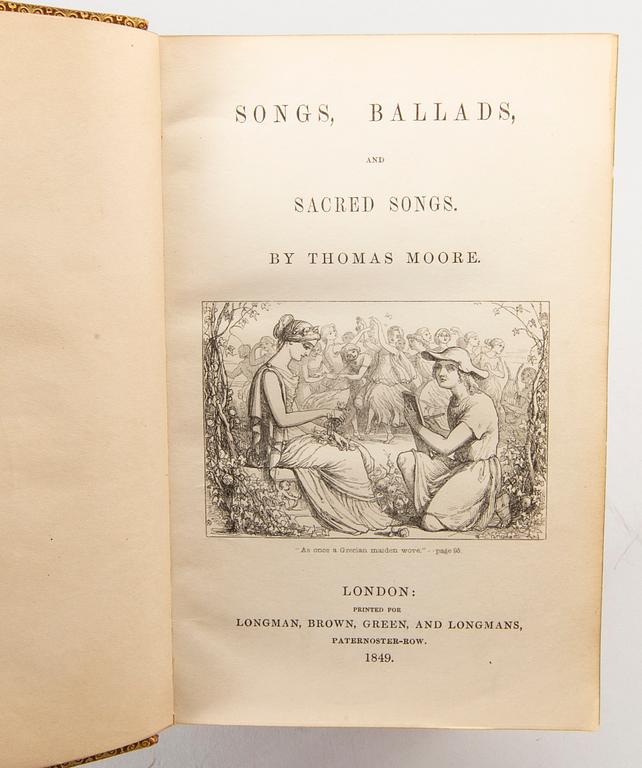 SONGS, BALLADS,
AND
SACRED SONGS.
BY THOMAS MOORE.
"As once a Grecian maiden wove." -- page 95.
LONDON:
PRINTED FOR
LONGMAN, BROWN, GREEN, AND LONGMANS,
PATERNOSTER-ROW.
1849.